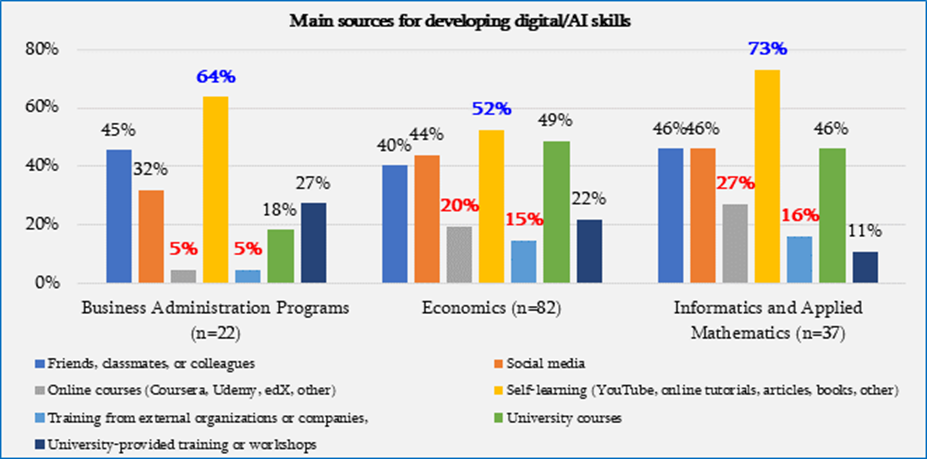 Main sources for developing digital/AI skills
80%
60%
40%
20%
0%
45%
32%
5%
64%
5%
18%
27%
40%
44%
20%
52%
15%
49%
22%
46%
46%
27%
73%
16%
46%
11%
Business Administration Programs
(n=22)
Economics (n=82)
Informatics and Applied
Mathematics (n=37)
Friends, classmates, or colleagues
Social media
Online courses (Coursera, Udemy, edX, other)
Self-learning (YouTube, online tutorials, articles, books, other)
Training from external organizations or companies,
University courses
University-provided training or workshops